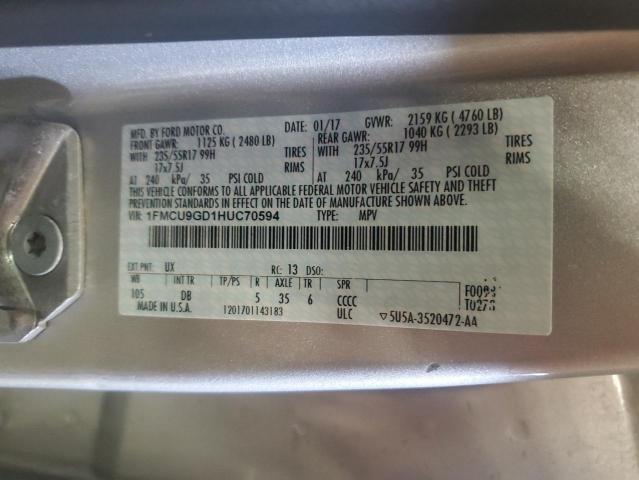 MFD. BY FORD MOTOR CO. DATE: 01/17 GVWR: 2159 KG ( 4760 LB)
FRONT GAWR: 1125 KG ( 2480 LB) REAR GAWR: 1040 KG ( 2293 LB)
WITH 235/55R17 99H TIRES WITH 235/55R17 99H TIRES
17x7.5J RIMS 17x7.5J RIMS
AT 240 kPa/ 35 PSI COLD AT 240 kPa/ 35 PSI COLD
THIS VEHICLE CONFORMS TO ALL APPLICABLE FEDERAL MOTOR VEHICLE SAFETY AND THEFT
PREVENTION STANDARDS IN EFFECT ON THE DATE OF MANUFACTURE SHOWN ABOVE.
VIN: 1FMCU9GD1HUC70594 TYPE: MPV
EXT PNT: UX RC: 13 DSO:
WB INT TR TP/PS R AXLE TR SPR
105 DB 5 35 6 CCCC
MADE IN U.S.A. 1201701143183 ULC 5U5A-3520472-AA